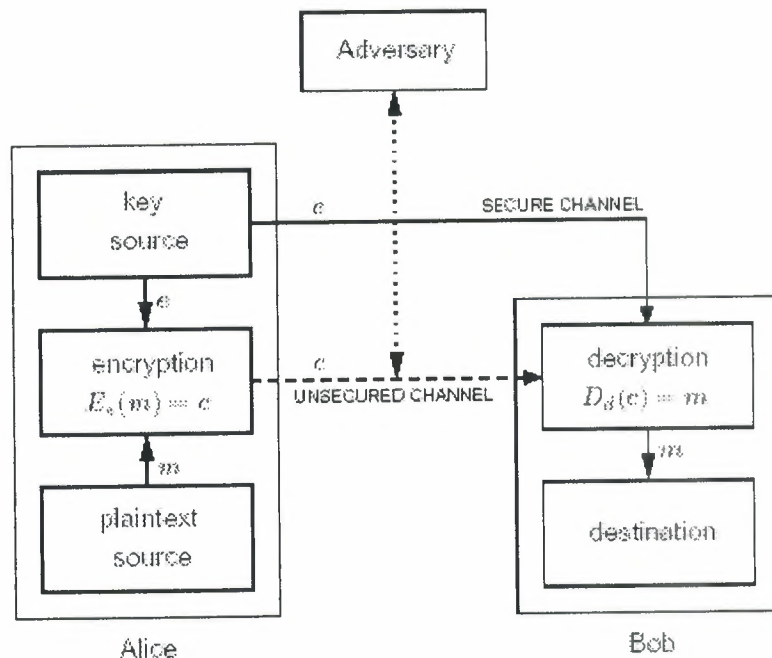 Adversary
key
source
e
SECURE CHANNEL
e
encryption
E_e(m) = c
c
UNSECURED CHANNEL
decryption
D_d(c) = m
m
m
plaintext
source
destination
Alice
Bob